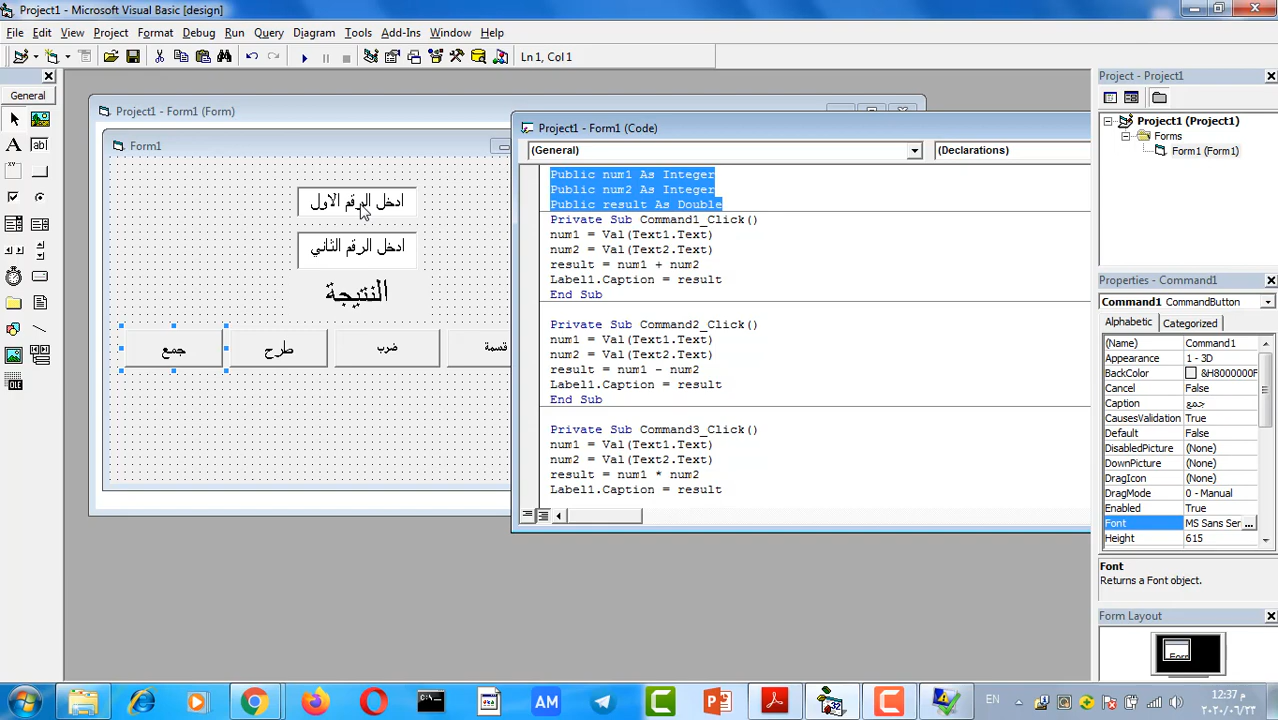 Project1 - Microsoft Visual Basic [design]
File Edit View Project Format Debug Run Query Diagram Tools Add-Ins Window Help
Ln 1, Col 1
General
Project1 - Form1 (Form)
Form1
ادخل الرقم الاول
ادخل الرقم الثاني
النتيجة
جمع
طرح
ضرب
قسمة
Project1 - Form1 (Code)
(General)
(Declarations)
Public num1 As Integer
Public num2 As Integer
Public result As Double
Private Sub Command1_Click()
num1 = Val(Text1.Text)
num2 = Val(Text2.Text)
result = num1 + num2
Label1.Caption = result
End Sub
Private Sub Command2_Click()
num1 = Val(Text1.Text)
num2 = Val(Text2.Text)
result = num1 - num2
Label1.Caption = result
End Sub
Private Sub Command3_Click()
num1 = Val(Text1.Text)
num2 = Val(Text2.Text)
result = num1 * num2
Label1.Caption = result
Project - Project1
Project1 (Project1)
Forms
Form1 (Form1)
Properties - Command1
Command1 CommandButton
Alphabetic Categorized
(Name) Command1
Appearance 1 - 3D
BackColor &H8000000F
Cancel False
Caption جمع
CausesValidation True
Default False
DisabledPicture (None)
DownPicture (None)
DragIcon (None)
DragMode 0 - Manual
Enabled True
Font MS Sans Ser ...
Height 615
Font
Returns a Font object.
Form Layout
EN
م 12:37
٢٠٢٠/٠٦/٢٣